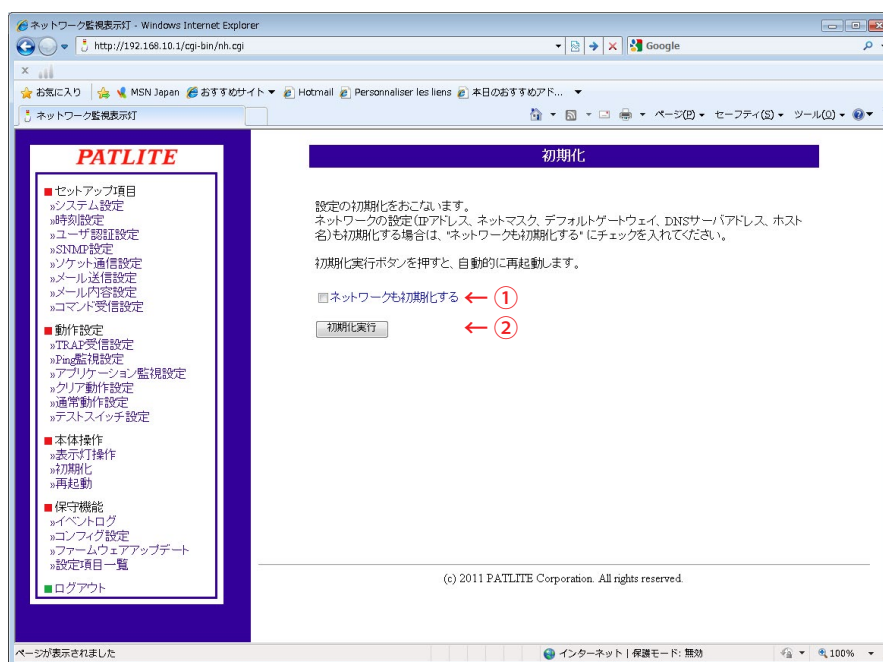 ネットワーク監視表示灯 - Windows Internet Explorer
http://192.168.10.1/cgi-bin/nh.cgi
Google
x
お気に入り
MSN Japan
おすすめサイト
Hotmail
Personnaliser les liens
本日のおすすめアド...
ネットワーク監視表示灯
ページ(P)
セーフティ(S)
ツール(O)
PATLITE
■セットアップ項目
»システム設定
»時刻設定
»ユーザ認証設定
»SNMP設定
»ソケット通信設定
»メール送信設定
»メール内容設定
»コマンド受信設定
■動作設定
»TRAP受信設定
»Ping監視設定
»アプリケーション監視設定
»クリア動作設定
»通常動作設定
»テストスイッチ設定
■本体操作
»表示灯操作
»初期化
»再起動
■保守機能
»イベントログ
»コンフィグ設定
»ファームウェアアップデート
»設定項目一覧
■ログアウト
初期化
設定の初期化をおこないます。
ネットワークの設定(IPアドレス、ネットマスク、デフォルトゲートウェイ、DNSサーバアドレス、ホスト
名)も初期化する場合は、"ネットワークも初期化する" にチェックを入れてください。
初期化実行ボタンを押すと、自動的に再起動します。
ネットワークも初期化する ← ①
初期化実行 ← ②
(c) 2011 PATLITE Corporation. All rights reserved.
ページが表示されました
インターネット | 保護モード: 無効
100%